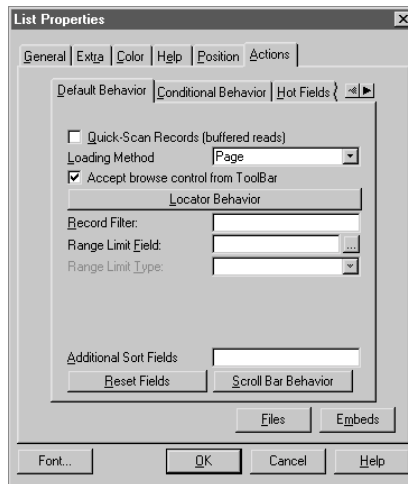 List Properties
General Extra Color Help Position Actions
Default Behavior Conditional Behavior Hot Fields
Quick-Scan Records (buffered reads)
Loading Method Page
Accept browse control from ToolBar
Locator Behavior
Record Filter:
Range Limit Field: ...
Range Limit Type:
Additional Sort Fields
Reset Fields Scroll Bar Behavior
Files Embeds
Font... OK Cancel Help